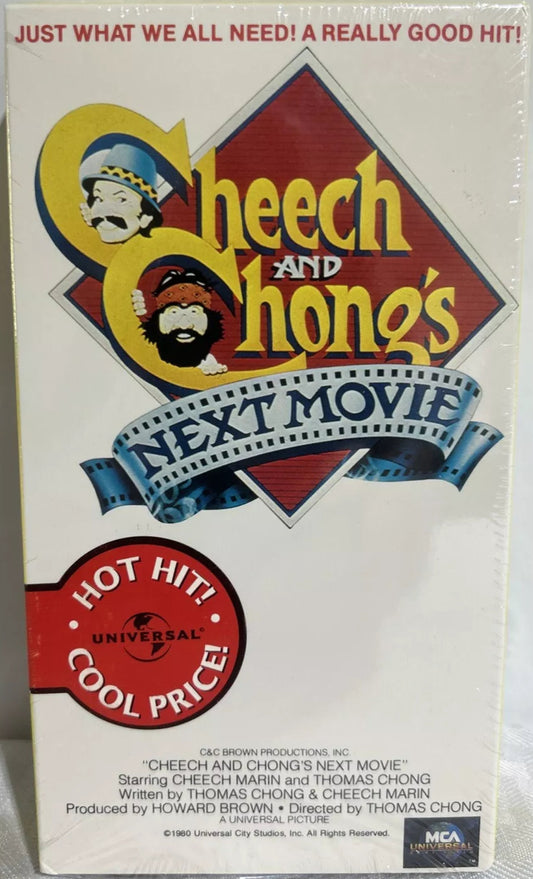 JUST WHAT WE ALL NEED! A REALLY GOOD HIT!
Cheech
AND
Chong's
NEXT MOVIE
• HOT HIT! •
UNIVERSAL®
COOL PRICE!
C&C BROWN PRODUCTIONS, INC.
"CHEECH AND CHONG'S NEXT MOVIE"
Starring CHEECH MARIN and THOMAS CHONG
Written by THOMAS CHONG & CHEECH MARIN
Produced by HOWARD BROWN • Directed by THOMAS CHONG
A UNIVERSAL PICTURE
©1980 Universal City Studios, Inc. All Rights Reserved.
MCA
UNIVERSAL